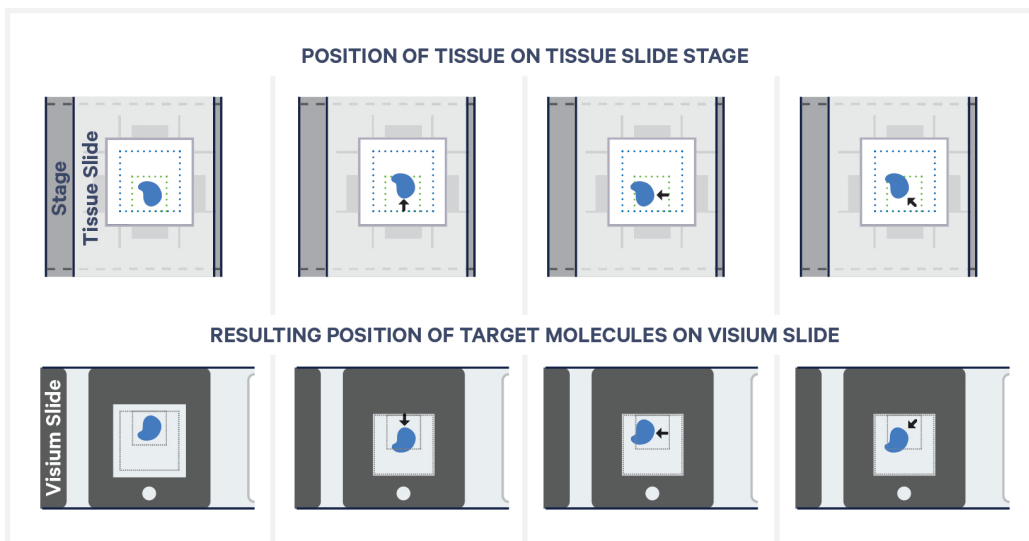 POSITION OF TISSUE ON TISSUE SLIDE STAGE
Stage
Tissue Slide
RESULTING POSITION OF TARGET MOLECULES ON VISIUM SLIDE
Visium Slide